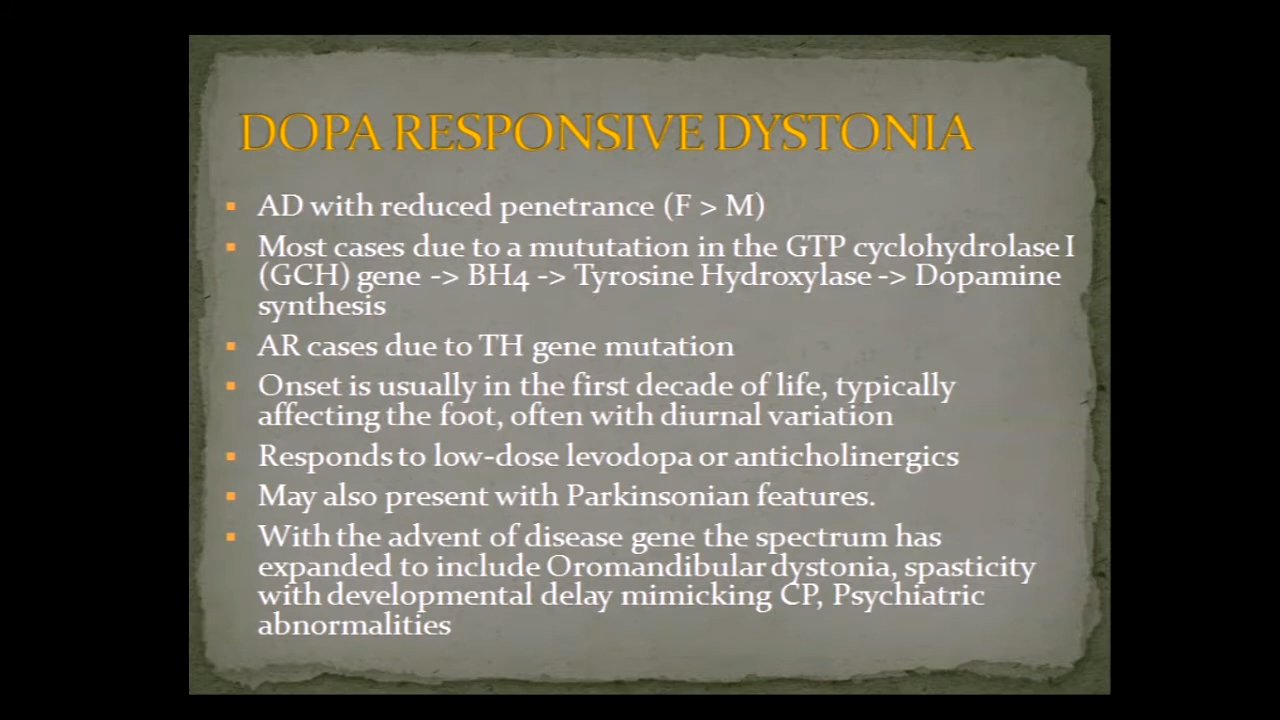 DOPA RESPONSIVE DYSTONIA
AD with reduced penetrance (F > M)
Most cases due to a mututation in the GTP cyclohydrolase I
(GCH) gene -> BH4 -> Tyrosine Hydroxylase -> Dopamine
synthesis
AR cases due to TH gene mutation
Onset is usually in the first decade of life, typically
affecting the foot, often with diurnal variation
Responds to low-dose levodopa or anticholinergics
May also present with Parkinsonian features.
With the advent of disease gene the spectrum has
expanded to include Oromandibular dystonia, spasticity
with developmental delay mimicking CP, Psychiatric
abnormalities